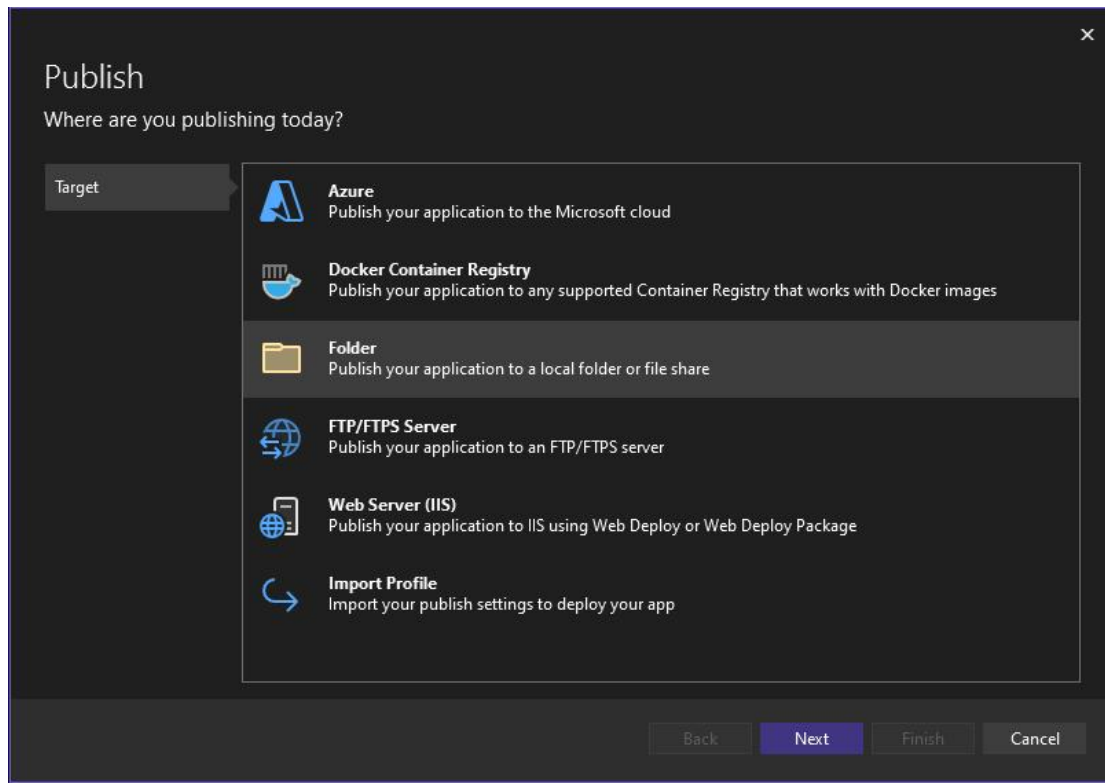 Publish
Where are you publishing today?
Target
Azure
Publish your application to the Microsoft cloud
Docker Container Registry
Publish your application to any supported Container Registry that works with Docker images
Folder
Publish your application to a local folder or file share
FTP/FTPS Server
Publish your application to an FTP/FTPS server
Web Server (IIS)
Publish your application to IIS using Web Deploy or Web Deploy Package
Import Profile
Import your publish settings to deploy your app
Back
Next
Finish
Cancel